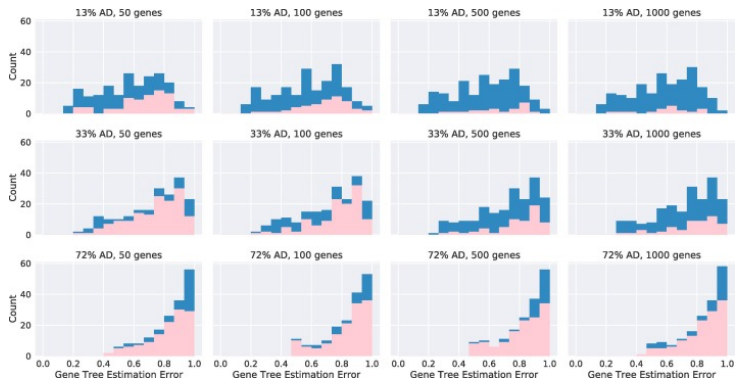 13% AD, 50 genes
13% AD, 100 genes
13% AD, 500 genes
13% AD, 1000 genes
60
40
20
0
Count
33% AD, 50 genes
33% AD, 100 genes
33% AD, 500 genes
33% AD, 1000 genes
60
40
20
0
Count
72% AD, 50 genes
72% AD, 100 genes
72% AD, 500 genes
72% AD, 1000 genes
60
40
20
0
Count
0.0 0.2 0.4 0.6 0.8 1.0
0.0 0.2 0.4 0.6 0.8 1.0
0.0 0.2 0.4 0.6 0.8 1.0
0.0 0.2 0.4 0.6 0.8 1.0
Gene Tree Estimation Error
Gene Tree Estimation Error
Gene Tree Estimation Error
Gene Tree Estimation Error